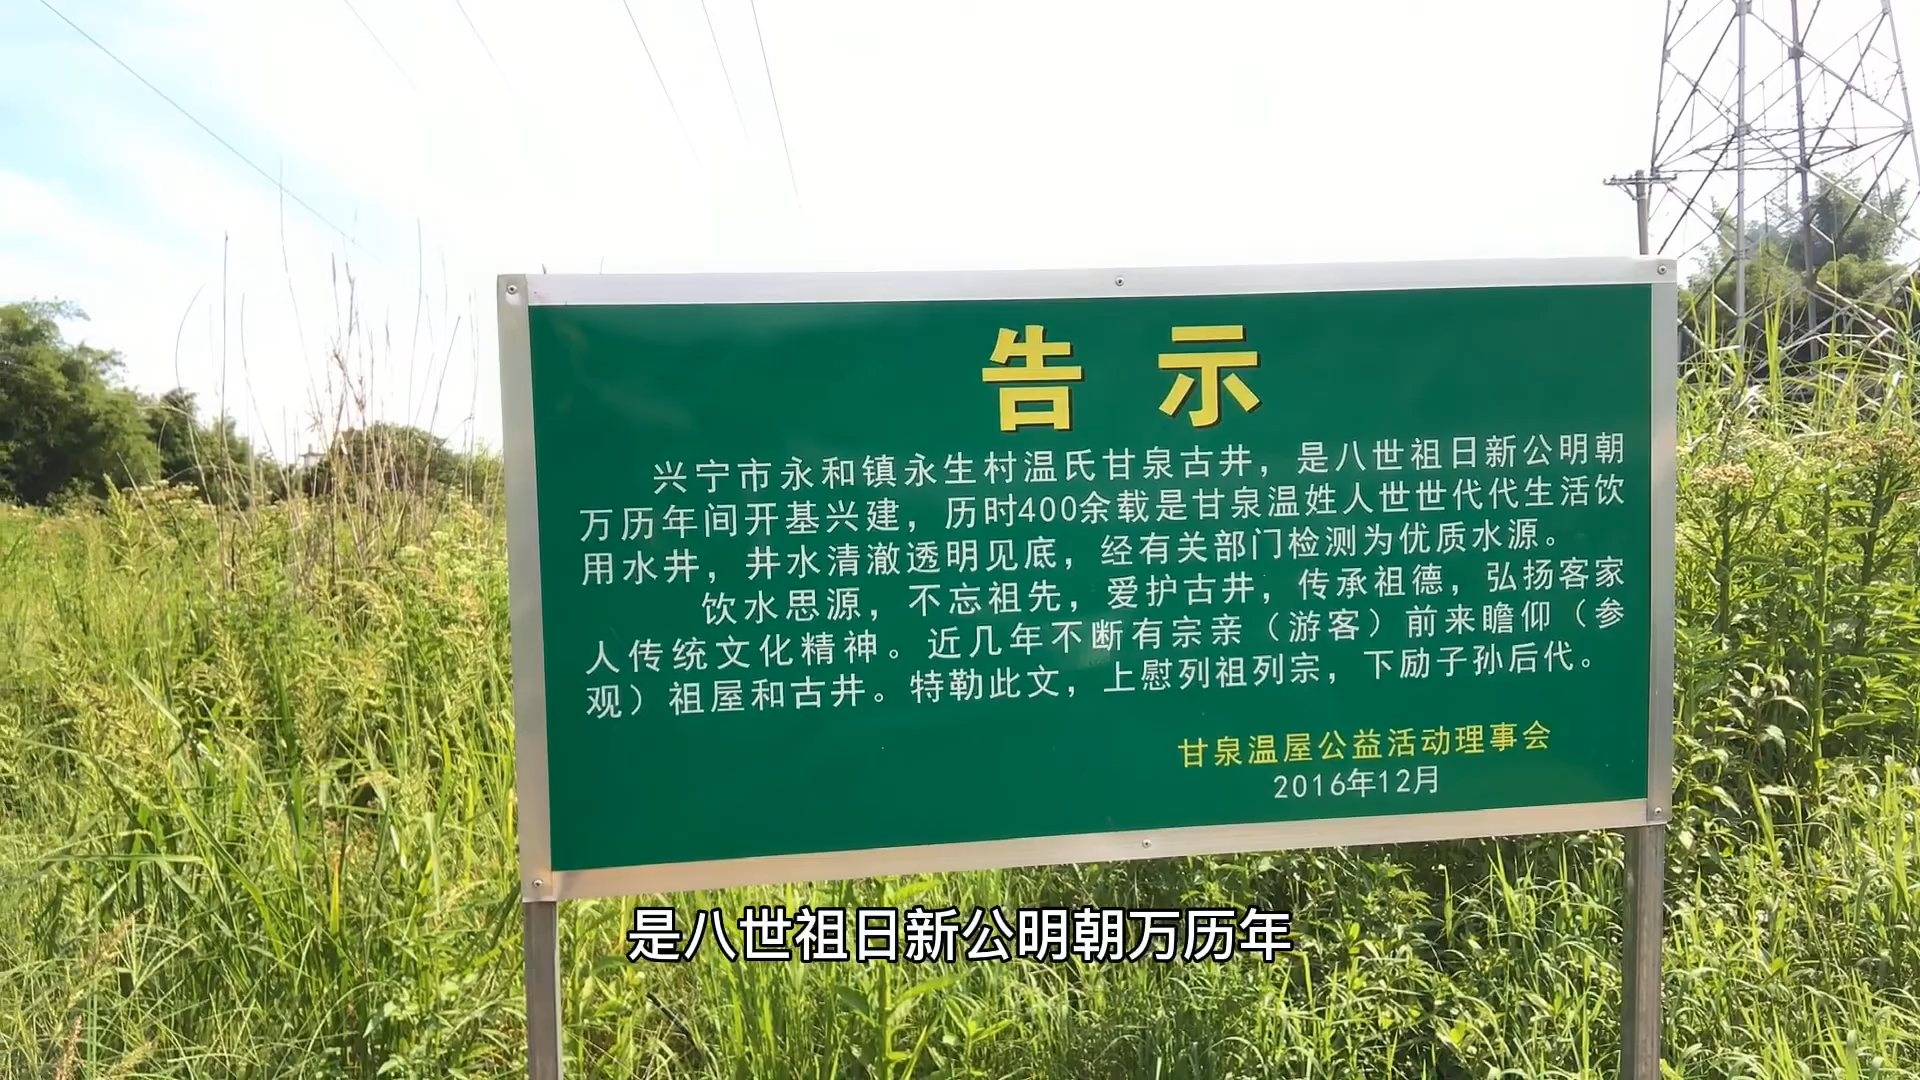 告示
兴宁市永和镇永生村温氏甘泉古井，是八世祖日新公明朝
万历年间开基兴建，历时400余载是甘泉温姓人世世代代生活饮
用水井，井水清澈透明见底，经有关部门检测为优质水源。
饮水思源，不忘祖先，爱护古井，传承祖德，弘扬客家
人传统文化精神。近几年不断有宗亲（游客）前来瞻仰（参
观）祖屋和古井。特勒此文，上慰列祖列宗，下励子孙后代。
甘泉温屋公益活动理事会
2016年12月
是八世祖日新公明朝万历年